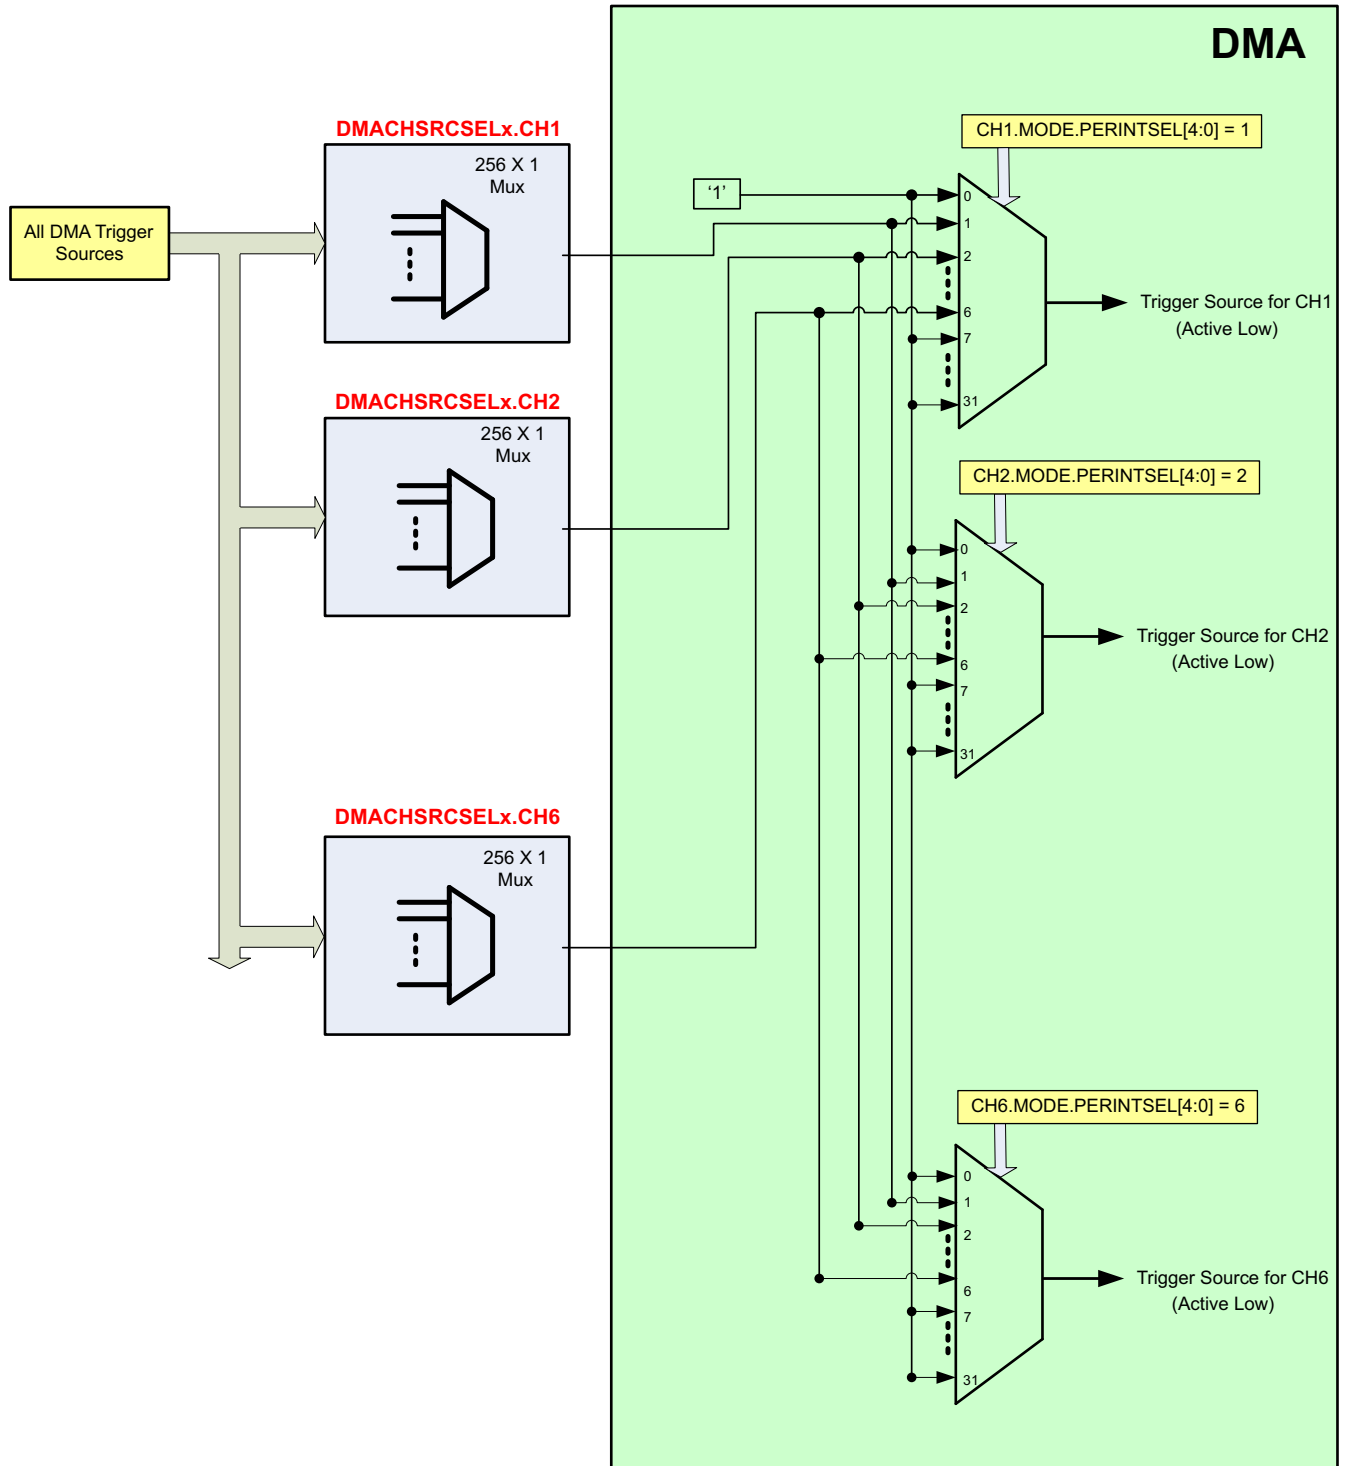 DMA
DMACHSRCSELx.CH1
256 X 1
Mux
All DMA Trigger
Sources
CH1.MODE.PERINTSEL[4:0] = 1
‘1’
0
1
2
6
7
31
Trigger Source for CH1
(Active Low)
DMACHSRCSELx.CH2
256 X 1
Mux
CH2.MODE.PERINTSEL[4:0] = 2
0
1
2
6
7
31
Trigger Source for CH2
(Active Low)
DMACHSRCSELx.CH6
256 X 1
Mux
CH6.MODE.PERINTSEL[4:0] = 6
0
1
2
6
7
31
Trigger Source for CH6
(Active Low)